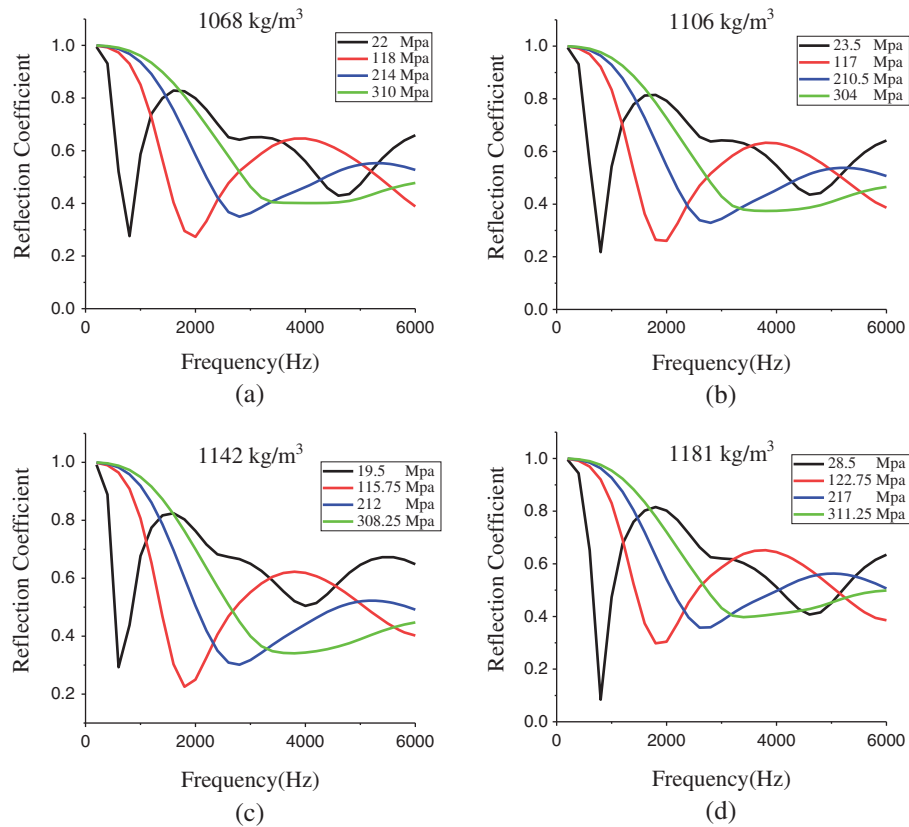 1068 kg/m³
Reflection Coefficient
1.0
0.8
0.6
0.4
0.2
0.0
22 Mpa
118 Mpa
214 Mpa
310 Mpa
0 2000 4000 6000
Frequency(Hz)
(a)
1106 kg/m³
Reflection Coefficient
1.0
0.8
0.6
0.4
0.2
0.0
23.5 Mpa
117 Mpa
210.5 Mpa
304 Mpa
0 2000 4000 6000
Frequency(Hz)
(b)
1142 kg/m³
Reflection Coefficient
1.0
0.8
0.6
0.4
0.2
19.5 Mpa
115.75 Mpa
212 Mpa
308.25 Mpa
0 2000 4000 6000
Frequency(Hz)
(c)
1181 kg/m³
Reflection Coefficient
1.0
0.8
0.6
0.4
0.2
0.0
28.5 Mpa
122.75 Mpa
217 Mpa
311.25 Mpa
0 2000 4000 6000
Frequency(Hz)
(d)